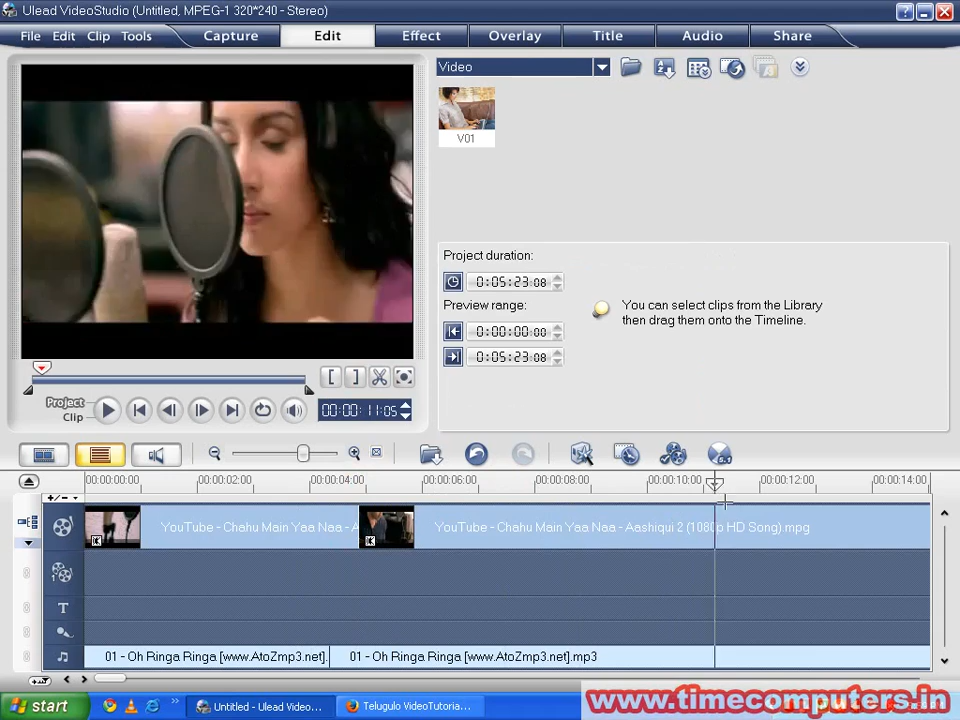 Ulead VideoStudio (Untitled, MPEG-1 320*240 - Stereo)
File Edit Clip Tools Capture Edit Effect Overlay Title Audio Share
Video
V01
Project duration:
0:05:23.08
Preview range:
0:00:00.00
0:05:23.08
You can select clips from the Library
then drag them onto the Timeline.
Project
Clip
00:00:11:05
00:00:00:00 00:00:02:00 00:00:04:00 00:00:06:00 00:00:08:00 00:00:10:00 00:00:12:00 00:00:14:00
YouTube - Chahu Main Yaa Naa - A
YouTube - Chahu Main Yaa Naa - Aashiqui 2 (1080p HD Song).mpg
T
01 - Oh Ringa Ringa [www.AtoZmp3.net].
01 - Oh Ringa Ringa [www.AtoZmp3.net].mp3
start
Untitled - Ulead Video...
Telugulo VideoTutoria...
www.timecomputers.in